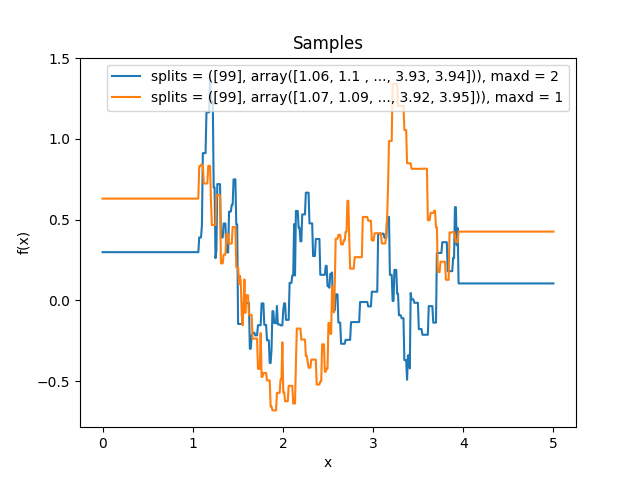 Samples
splits = ([99], array([1.06, 1.1 , ..., 3.93, 3.94])), maxd = 2
splits = ([99], array([1.07, 1.09, ..., 3.92, 3.95])), maxd = 1
1.5
1.0
0.5
0.0
−0.5
f(x)
0 1 2 3 4 5
x